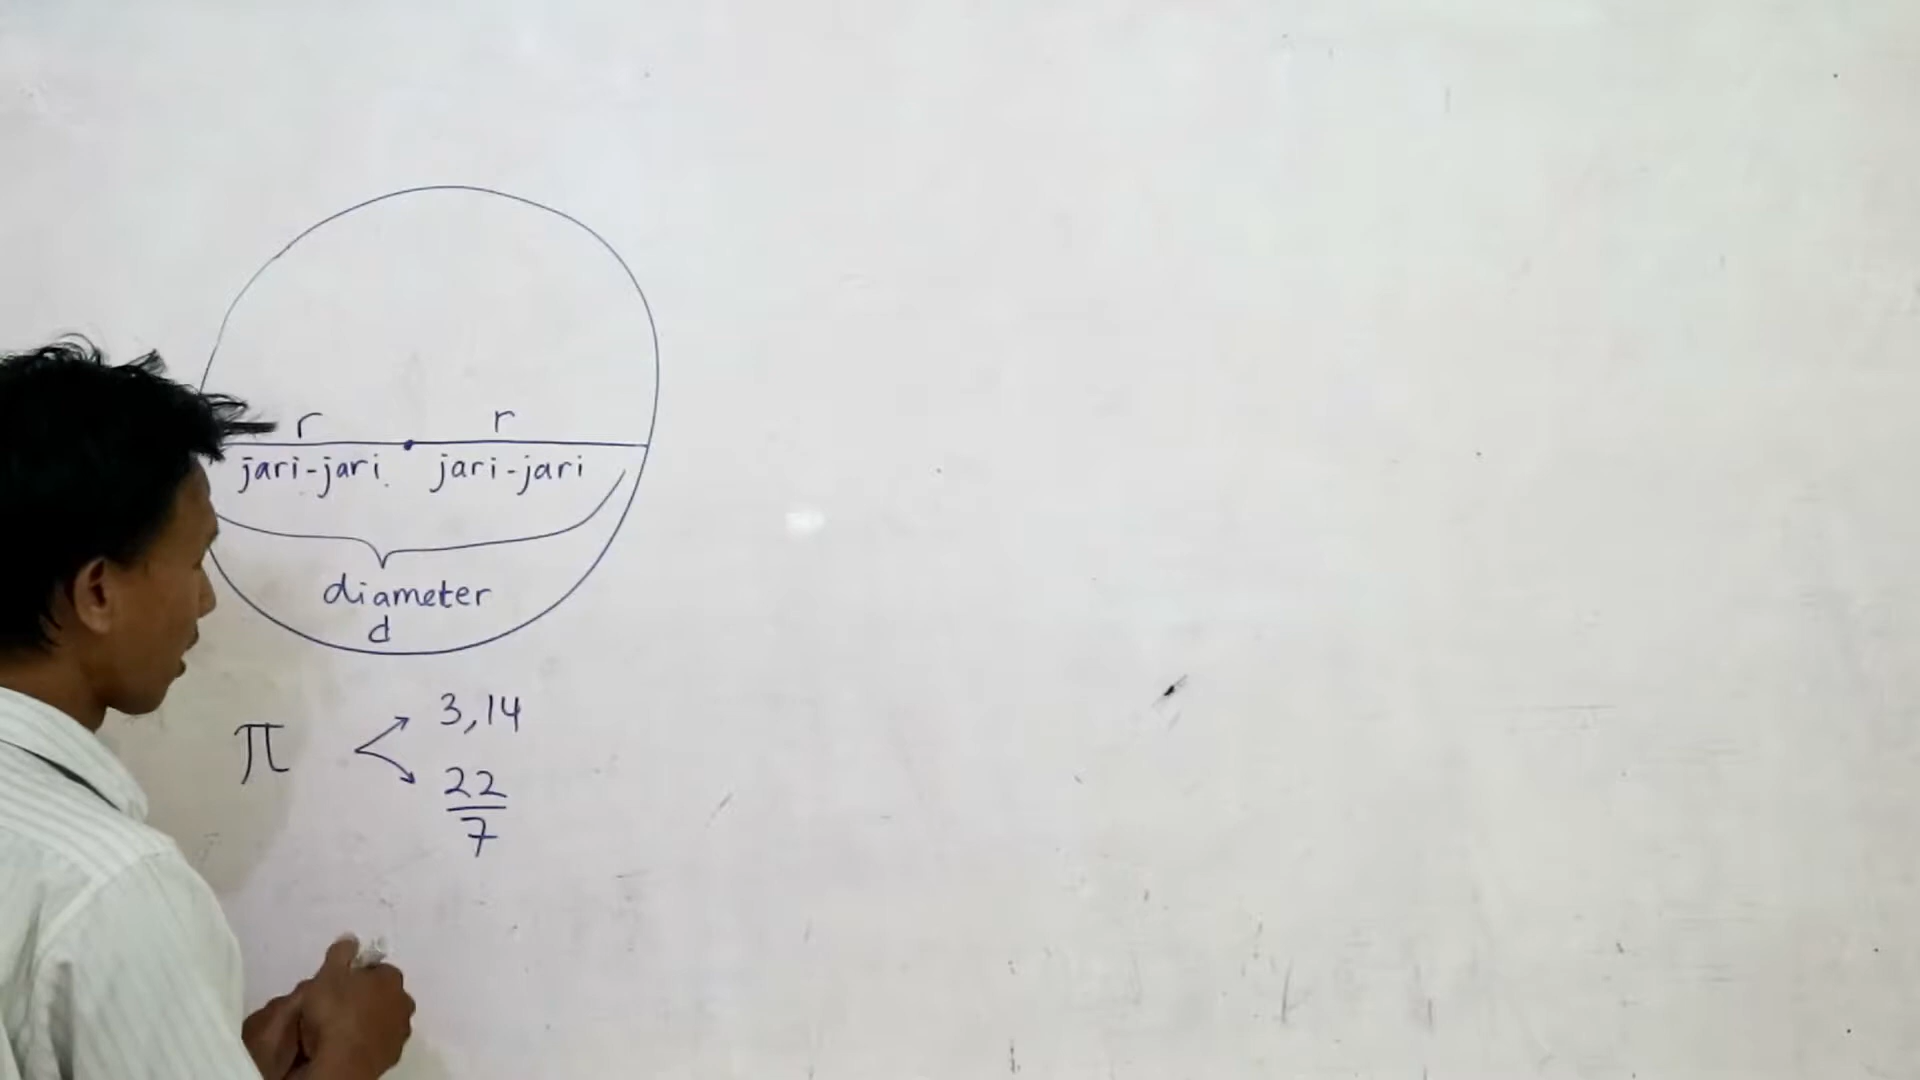 r r
jari-jari jari-jari
diameter
d
π 3,14
22
7